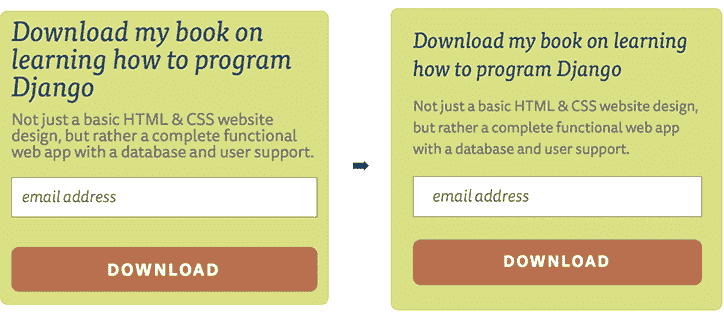 Download my book on
learning how to program
Django
Not just a basic HTML & CSS website
design, but rather a complete functional
web app with a database and user support.
email address
DOWNLOAD
Download my book on learning
how to program Django
Not just a basic HTML & CSS website design,
but rather a complete functional web app
with a database and user support.
email address
DOWNLOAD